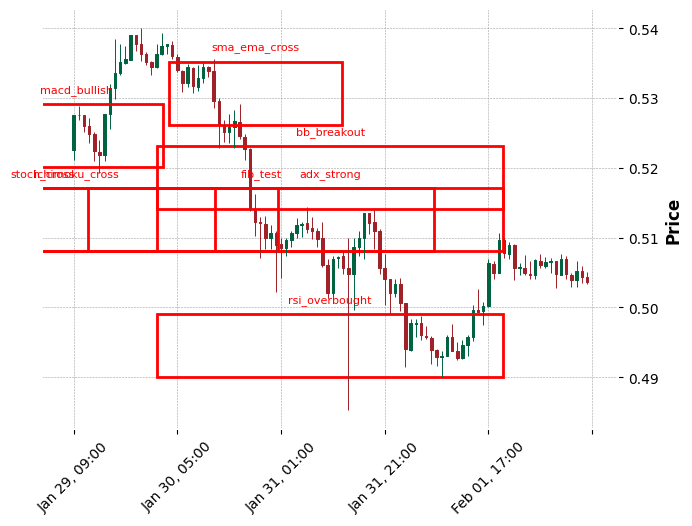 0.54
sma_ema_cross
macd_bullish
0.53
bb_breakout
0.52
fib_test
adx_strong
0.51
Price
rsi_overbought
0.50
0.49
Jan 29, 09:00
Jan 30, 05:00
Jan 31, 01:00
Jan 31, 21:00
Feb 01, 17:00